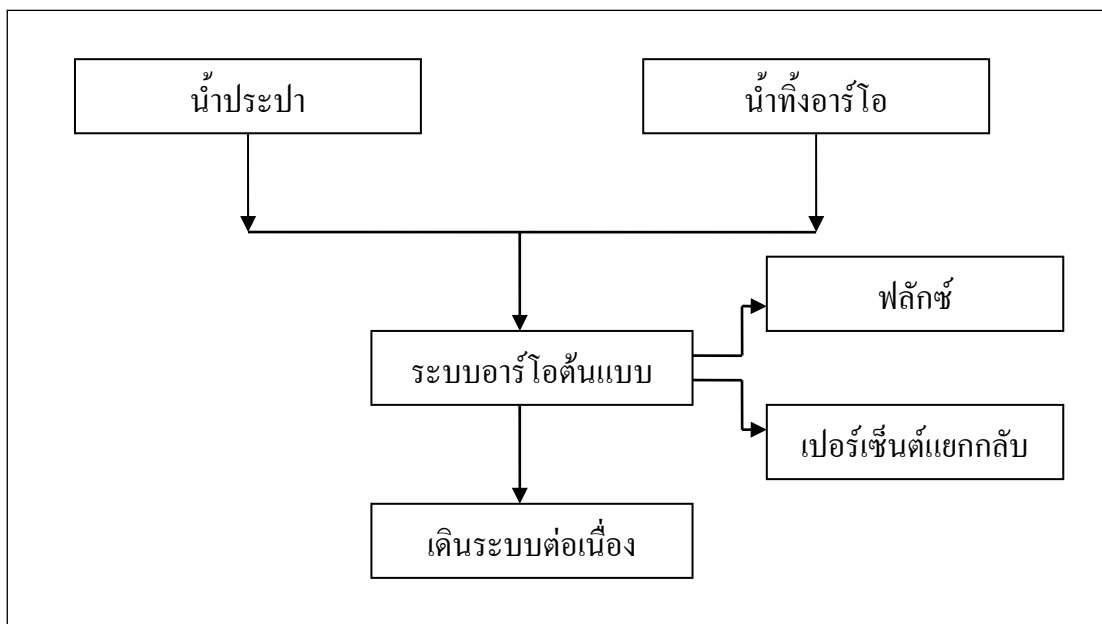 น้ำประปา
น้ำทิ้งอาร์โอ
ฟลักซ์
ระบบอาร์โอต้นแบบ
เปอร์เซ็นต์แยกกลับ
เดินระบบต่อเนื่อง